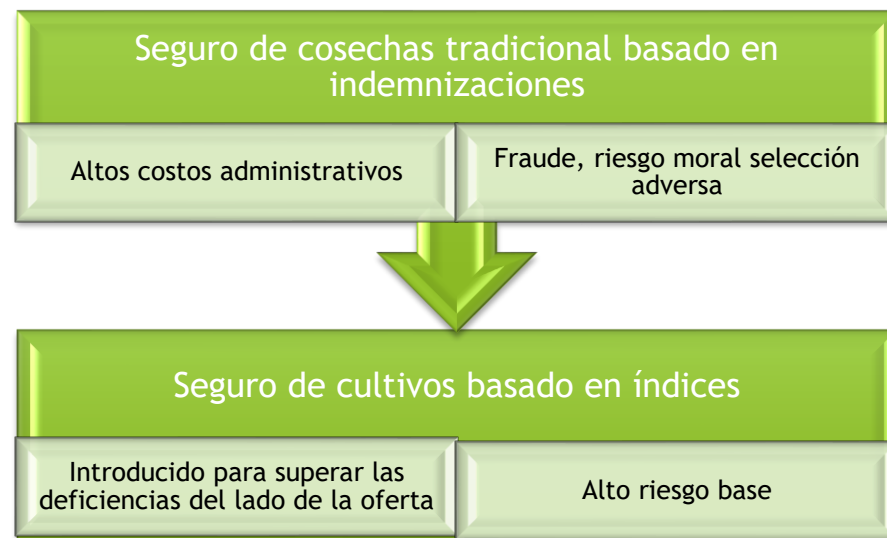 Seguro de cosechas tradicional basado en
indemnizaciones
Altos costos administrativos
Fraude, riesgo moral selección
adversa
Seguro de cultivos basado en índices
Introducido para superar las
deficiencias del lado de la oferta
Alto riesgo base